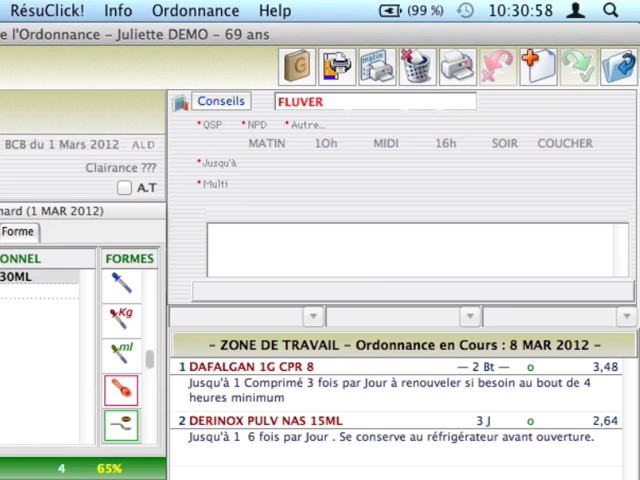 RésuClick! Info Ordonnance Help (99 %) 10:30:58
e l'Ordonnance – Juliette DEMO – 69 ans
G matin
Conseils FLUVER
*QSP *NPD *Autre...
BCB du 1 Mars 2012 ALD
MATIN 10h MIDI 16h SOIR COUCHER
Clairance ???
*Jusqu'à
A.T
*Multi
nard (1 MAR 2012)
Forme
ONNEL FORMES
30ML
Kg
ml
– ZONE DE TRAVAIL – Ordonnance en Cours : 8 MAR 2012 –
1 DAFALGAN 1G CPR 8 — 2 Bt — o 3,48
Jusqu'à 1 Comprimé 3 fois par Jour à renouveler si besoin au bout de 4
heures minimum
2 DERINOX PULV NAS 15ML 3 J o 2,64
Jusqu'à 1 6 fois par Jour . Se conserve au réfrigérateur avant ouverture.
4 65%